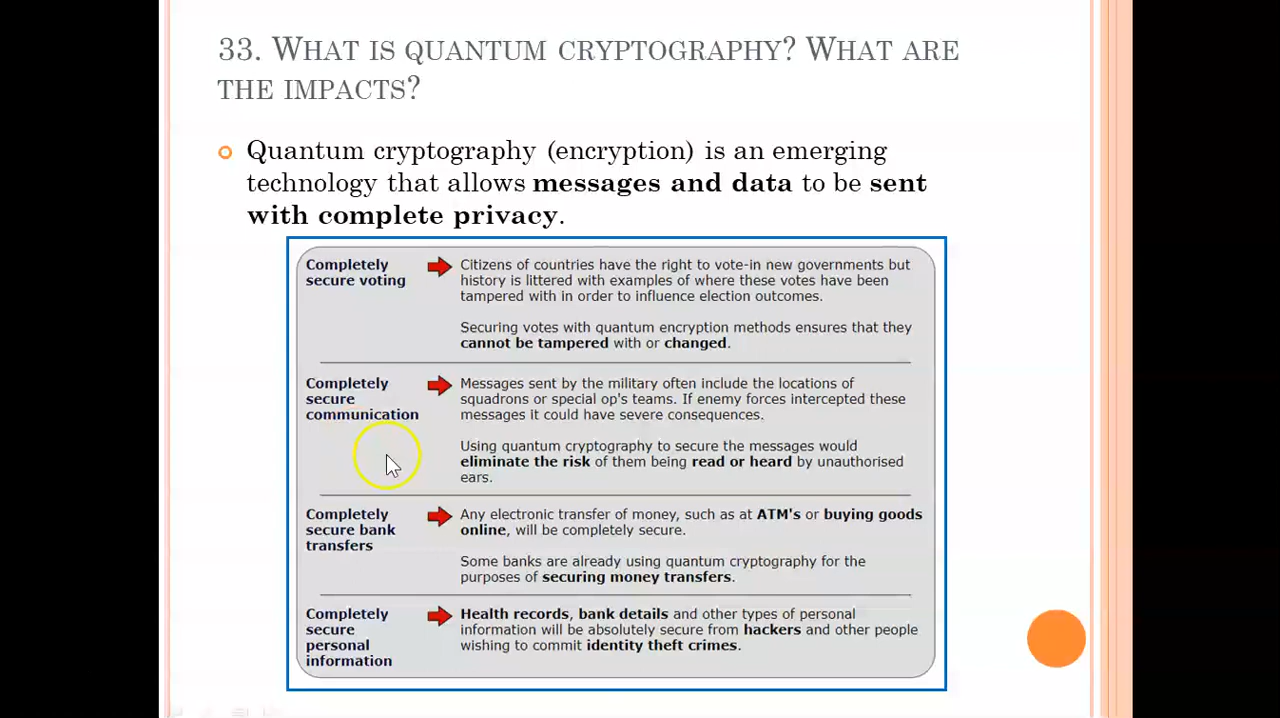 33. WHAT IS QUANTUM CRYPTOGRAPHY? WHAT ARE
THE IMPACTS?
Quantum cryptography (encryption) is an emerging
technology that allows messages and data to be sent
with complete privacy.
Completely
secure voting
Citizens of countries have the right to vote-in new governments but
history is littered with examples of where these votes have been
tampered with in order to influence election outcomes.
Securing votes with quantum encryption methods ensures that they
cannot be tampered with or changed.
Completely
secure
communication
Messages sent by the military often include the locations of
squadrons or special op's teams. If enemy forces intercepted these
messages it could have severe consequences.
Using quantum cryptography to secure the messages would
eliminate the risk of them being read or heard by unauthorised
ears.
Completely
secure bank
transfers
Any electronic transfer of money, such as at ATM's or buying goods
online, will be completely secure.
Some banks are already using quantum cryptography for the
purposes of securing money transfers.
Completely
secure
personal
information
Health records, bank details and other types of personal
information will be absolutely secure from hackers and other people
wishing to commit identity theft crimes.